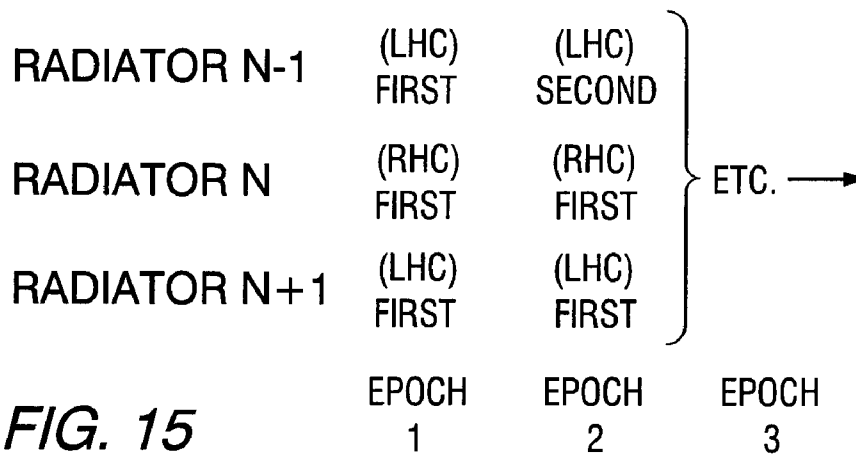 (LHC) (LHC)
RADIATOR N-1
FIRST SECOND
(RHC) (RHC)
RADIATOR N
FIRST FIRST
ETC.
(LHC) (LHC)
RADIATOR N+1
FIRST FIRST
EPOCH EPOCH EPOCH
FIG. 15
1 2 3